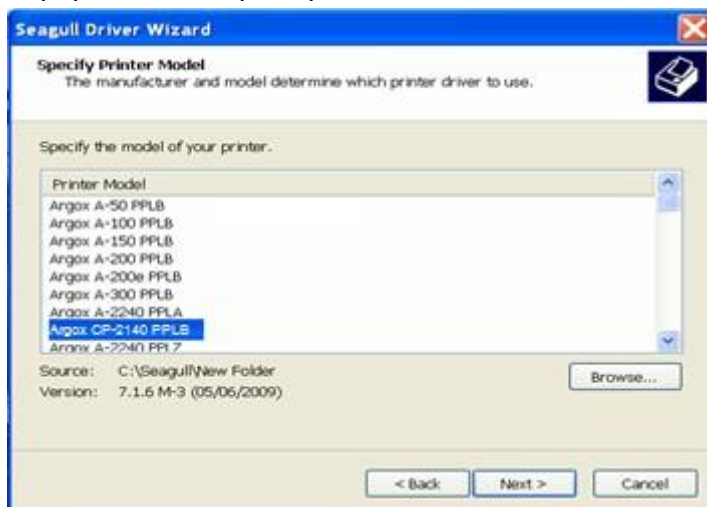 Seagull Driver Wizard
Specify Printer Model
The manufacturer and model determine which printer driver to use.
Specify the model of your printer.
Printer Model
Argox A-50 PPLB
Argox A-100 PPLB
Argox A-150 PPLB
Argox A-200 PPLB
Argox A-200e PPLB
Argox A-300 PPLB
Argox A-2240 PPLA
Argox CP-2140 PPLB
Argox A-2240 PPLZ
Source: C:\Seagull\New Folder
Browse...
Version: 7.1.6 M-3 (05/06/2009)
< Back Next > Cancel